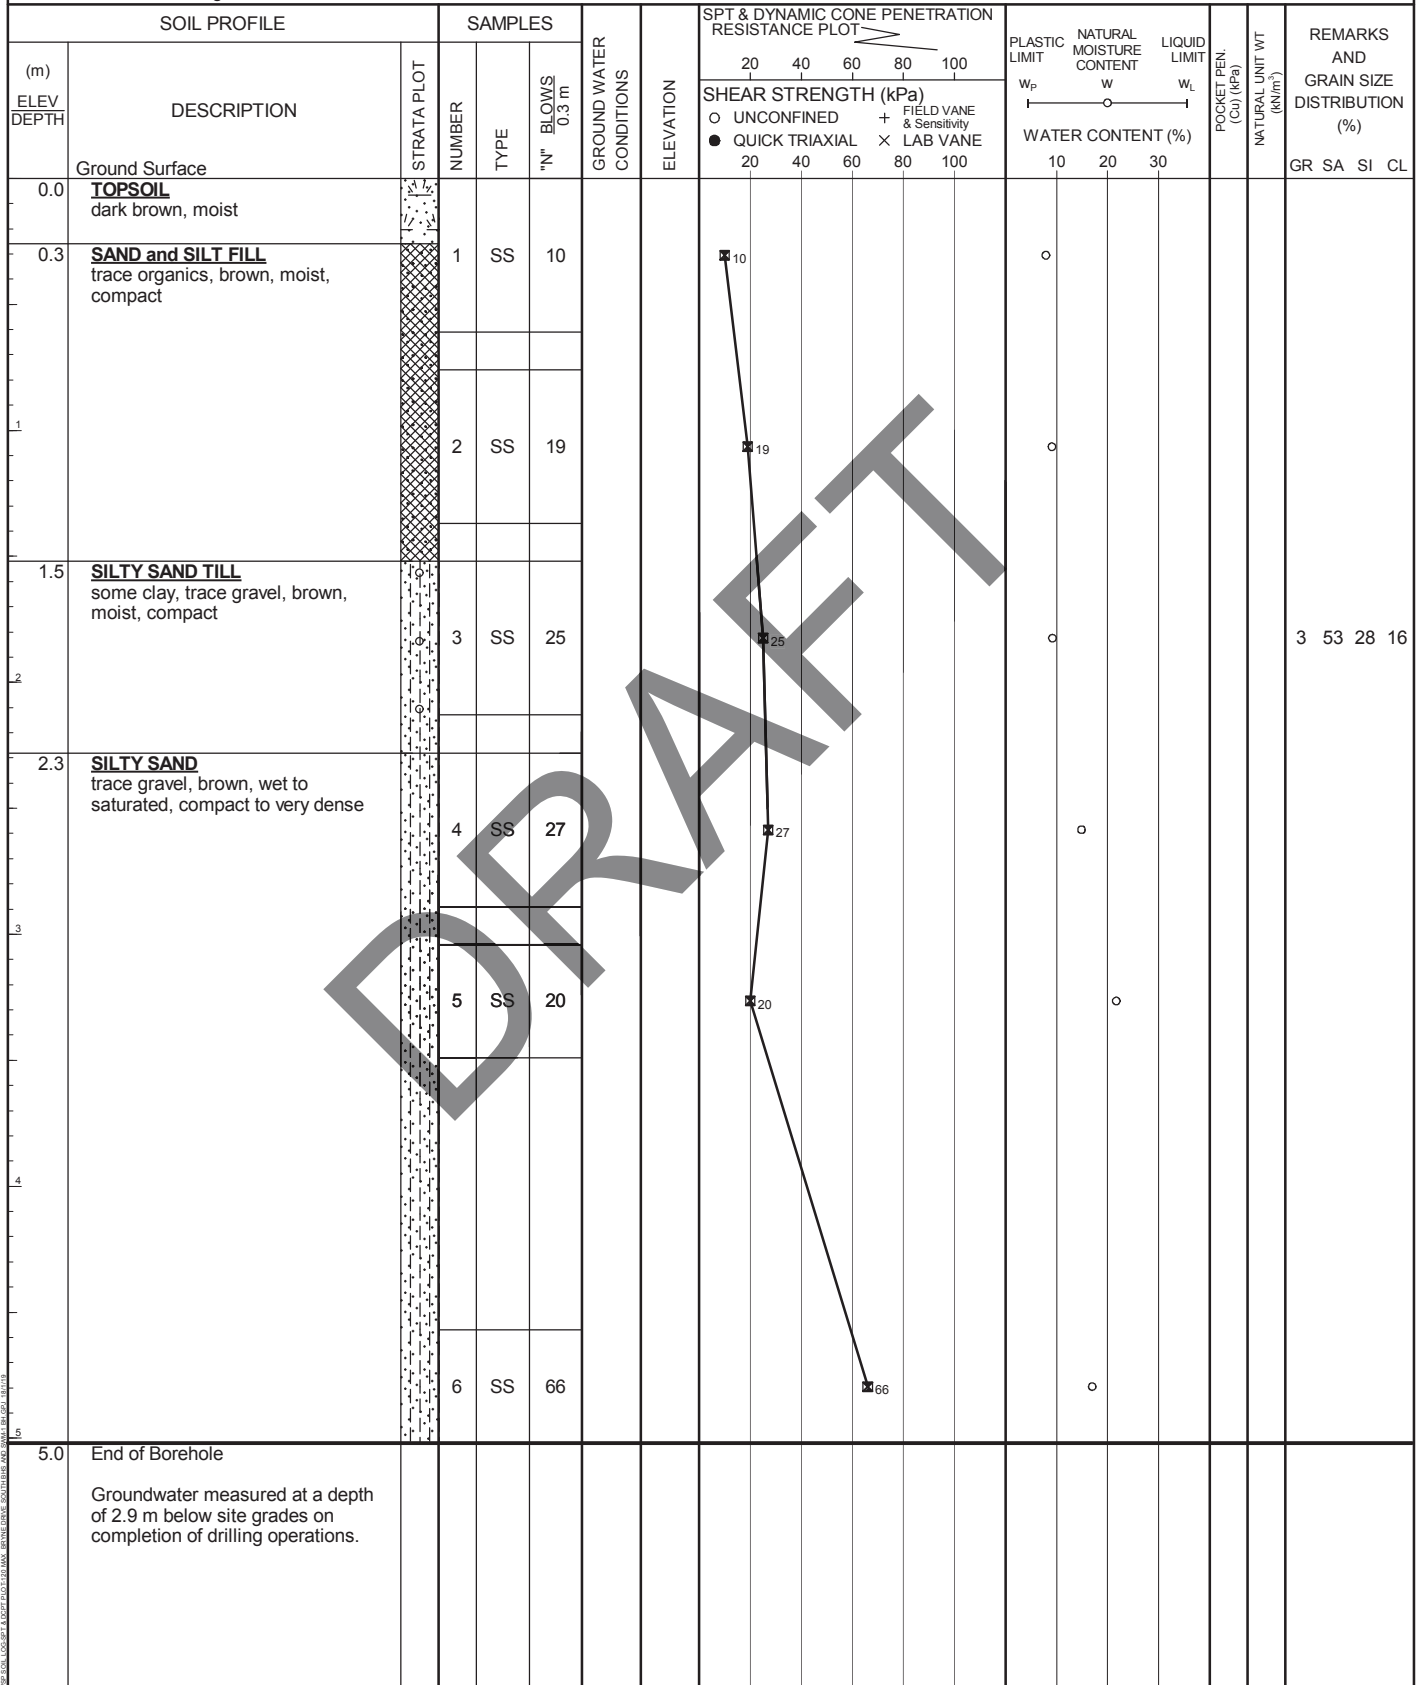 SOIL PROFILE
SAMPLES
GROUND WATER
CONDITIONS
ELEVATION
SPT & DYNAMIC CONE PENETRATION
RESISTANCE PLOT
20 40 60 80 100
SHEAR STRENGTH (kPa)
O UNCONFINED + FIELD VANE
& Sensitivity
● QUICK TRIAXIAL × LAB VANE
20 40 60 80 100
PLASTIC
LIMIT
NATURAL
MOISTURE
CONTENT
LIQUID
LIMIT
WP W WL
WATER CONTENT (%)
10 20 30
POCKET PEN.
(Cu) (kPa)
NATURAL UNIT WT
(kN/m³)
REMARKS
AND
GRAIN SIZE
DISTRIBUTION
(%)
GR SA SI CL
(m)
ELEV
DEPTH
DESCRIPTION
Ground Surface
STRATA PLOT
NUMBER
TYPE
"N" BLOWS
0.3 m
0.0 TOPSOIL
dark brown, moist
0.3 SAND and SILT FILL
trace organics, brown, moist,
compact
1 SS 10
10
1
2 SS 19
19
1.5 SILTY SAND TILL
some clay, trace gravel, brown,
moist, compact
3 SS 25
25
3 53 28 16
2
2.3 SILTY SAND
trace gravel, brown, wet to
saturated, compact to very dense
4 SS 27
27
3
5 SS 20
20
4
6 SS 66
66
5
5.0 End of Borehole
Groundwater measured at a depth
of 2.9 m below site grades on
completion of drilling operations.
DRAFT